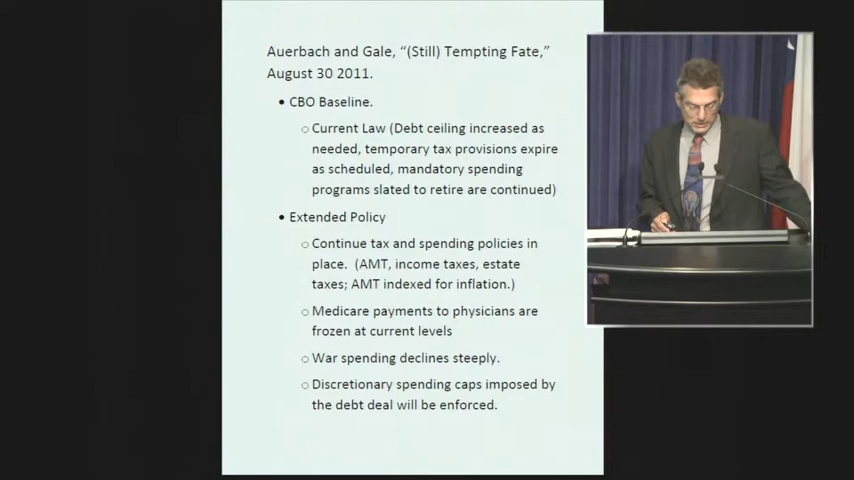 Auerbach and Gale, “(Still) Tempting Fate,”
August 30 2011.
• CBO Baseline.
○ Current Law (Debt ceiling increased as
needed, temporary tax provisions expire
as scheduled, mandatory spending
programs slated to retire are continued)
• Extended Policy
○ Continue tax and spending policies in
place.  (AMT, income taxes, estate
taxes; AMT indexed for inflation.)
○ Medicare payments to physicians are
frozen at current levels
○ War spending declines steeply.
○ Discretionary spending caps imposed by
the debt deal will be enforced.